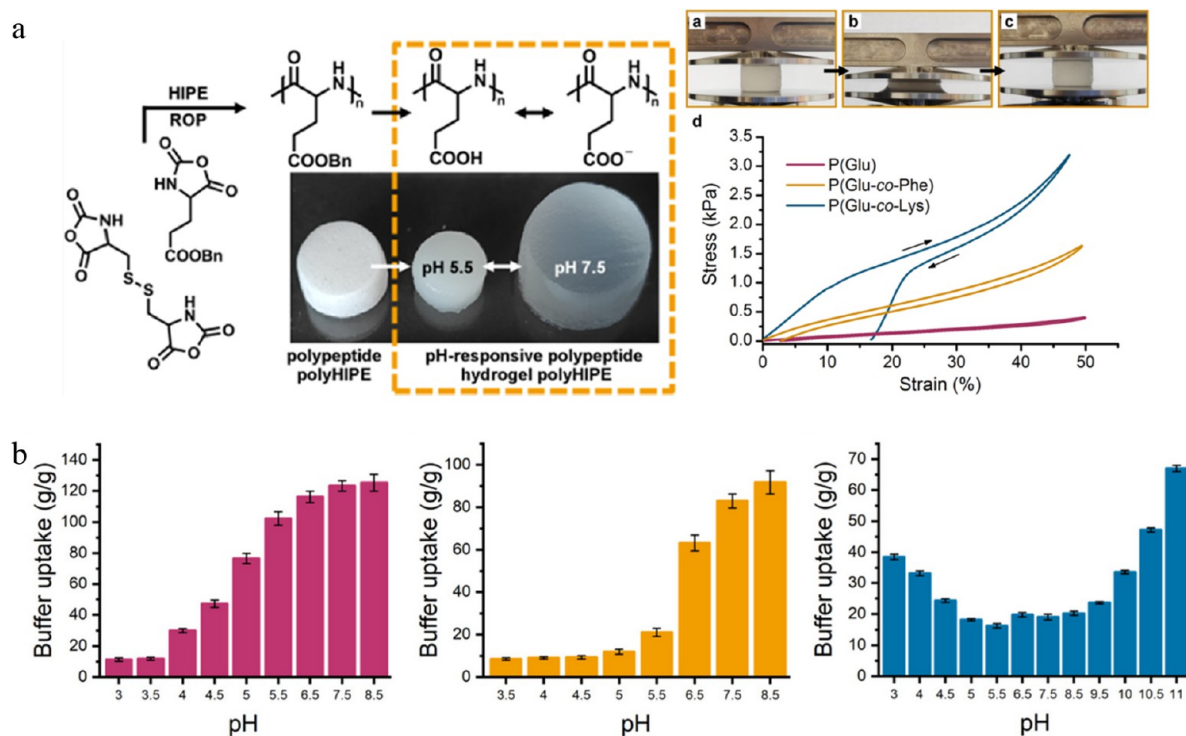 a
HIPE
ROP
O
H
N
n
COOBn
O
H
N
n
COOH
O
H
N
n
COO⁻
O
O
HN
O
COOBn
O
NH
O
O
S
S
HN
O
O
O
pH 5.5
pH 7.5
polypeptide
polyHIPE
pH-responsive polypeptide
hydrogel polyHIPE
a
b
c
d
3.5
3.0
2.5
2.0
1.5
1.0
0.5
0.0
Stress (kPa)
P(Glu)
P(Glu-co-Phe)
P(Glu-co-Lys)
0 10 20 30 40 50
Strain (%)
b
Buffer uptake (g/g)
140
120
100
80
60
40
20
0
3 3.5 4 4.5 5 5.5 6.5 7.5 8.5
pH
Buffer uptake (g/g)
100
80
60
40
20
0
3.5 4 4.5 5 5.5 6.5 7.5 8.5
pH
Buffer uptake (g/g)
70
60
50
40
30
20
10
0
3 4 4.5 5 5.5 6.5 7.5 8.5 9.5 10 10.5 11
pH